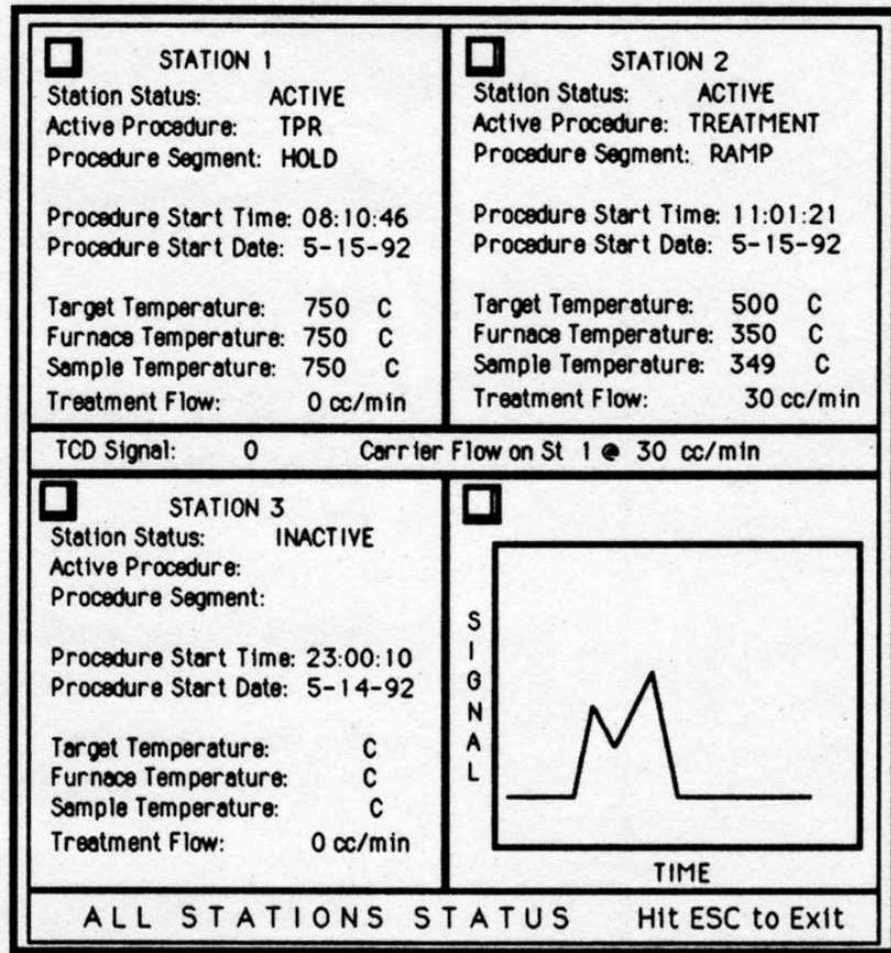 STATION 1
Station Status: ACTIVE
Active Procedure: TPR
Procedure Segment: HOLD
Procedure Start Time: 08:10:46
Procedure Start Date: 5-15-92
Target Temperature: 750 C
Furnace Temperature: 750 C
Sample Temperature: 750 C
Treatment Flow: 0 cc/min
STATION 2
Station Status: ACTIVE
Active Procedure: TREATMENT
Procedure Segment: RAMP
Procedure Start Time: 11:01:21
Procedure Start Date: 5-15-92
Target Temperature: 500 C
Furnace Temperature: 350 C
Sample Temperature: 349 C
Treatment Flow: 30 cc/min
TCD Signal: 0 Carrier Flow on St 1 @ 30 cc/min
STATION 3
Station Status: INACTIVE
Active Procedure:
Procedure Segment:
Procedure Start Time: 23:00:10
Procedure Start Date: 5-14-92
Target Temperature: C
Furnace Temperature: C
Sample Temperature: C
Treatment Flow: 0 cc/min
SIGNAL
TIME
ALL STATIONS STATUS Hit ESC to Exit